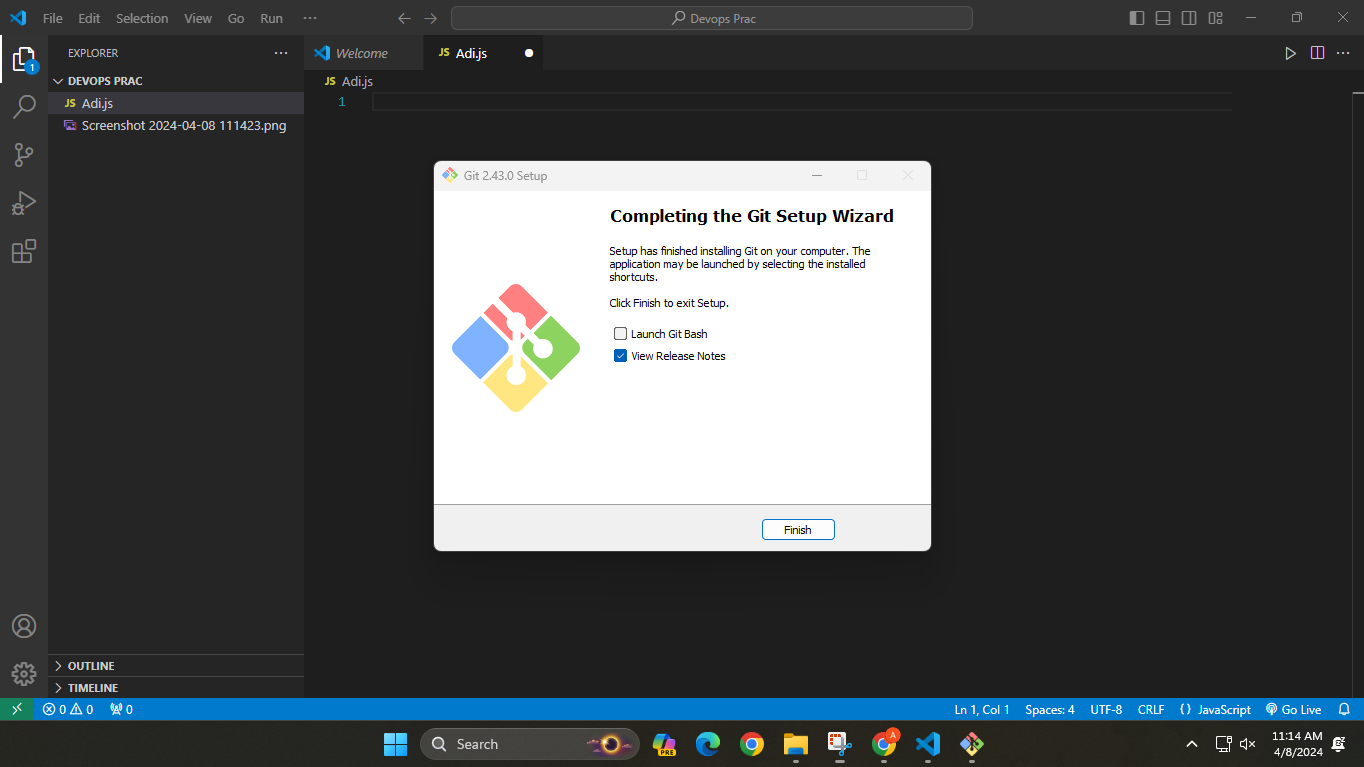 File Edit Selection View Go Run ···
Devops Prac
EXPLORER ···
1
DEVOPS PRAC
JS Adi.js
Screenshot 2024-04-08 111423.png
Welcome
JS Adi.js
JS Adi.js
1
Git 2.43.0 Setup
Completing the Git Setup Wizard
Setup has finished installing Git on your computer. The
application may be launched by selecting the installed
shortcuts.
Click Finish to exit Setup.
Launch Git Bash
View Release Notes
Finish
OUTLINE
TIMELINE
0 0 0
Ln 1, Col 1 Spaces: 4 UTF-8 CRLF {} JavaScript Go Live
Search
PRE
A
11:14 AM
4/8/2024